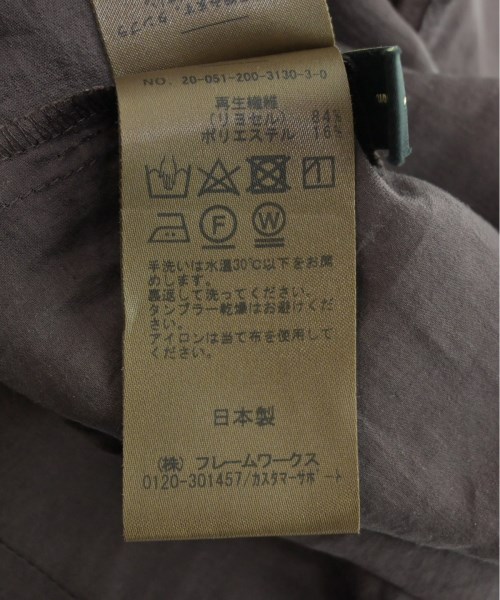 タンブラ
NO. 20-051-200-3130-3-0
再生繊維
(リヨセル) 84%
ポリエステル 16%
F W
手洗いは水温30℃以下をお薦
めします。
裏返して洗ってください。
タンブラー乾燥はお避けください。
アイロンは当て布を使用して
ください。
日本製
(株) フレームワークス
0120-301457/カスタマーサポート